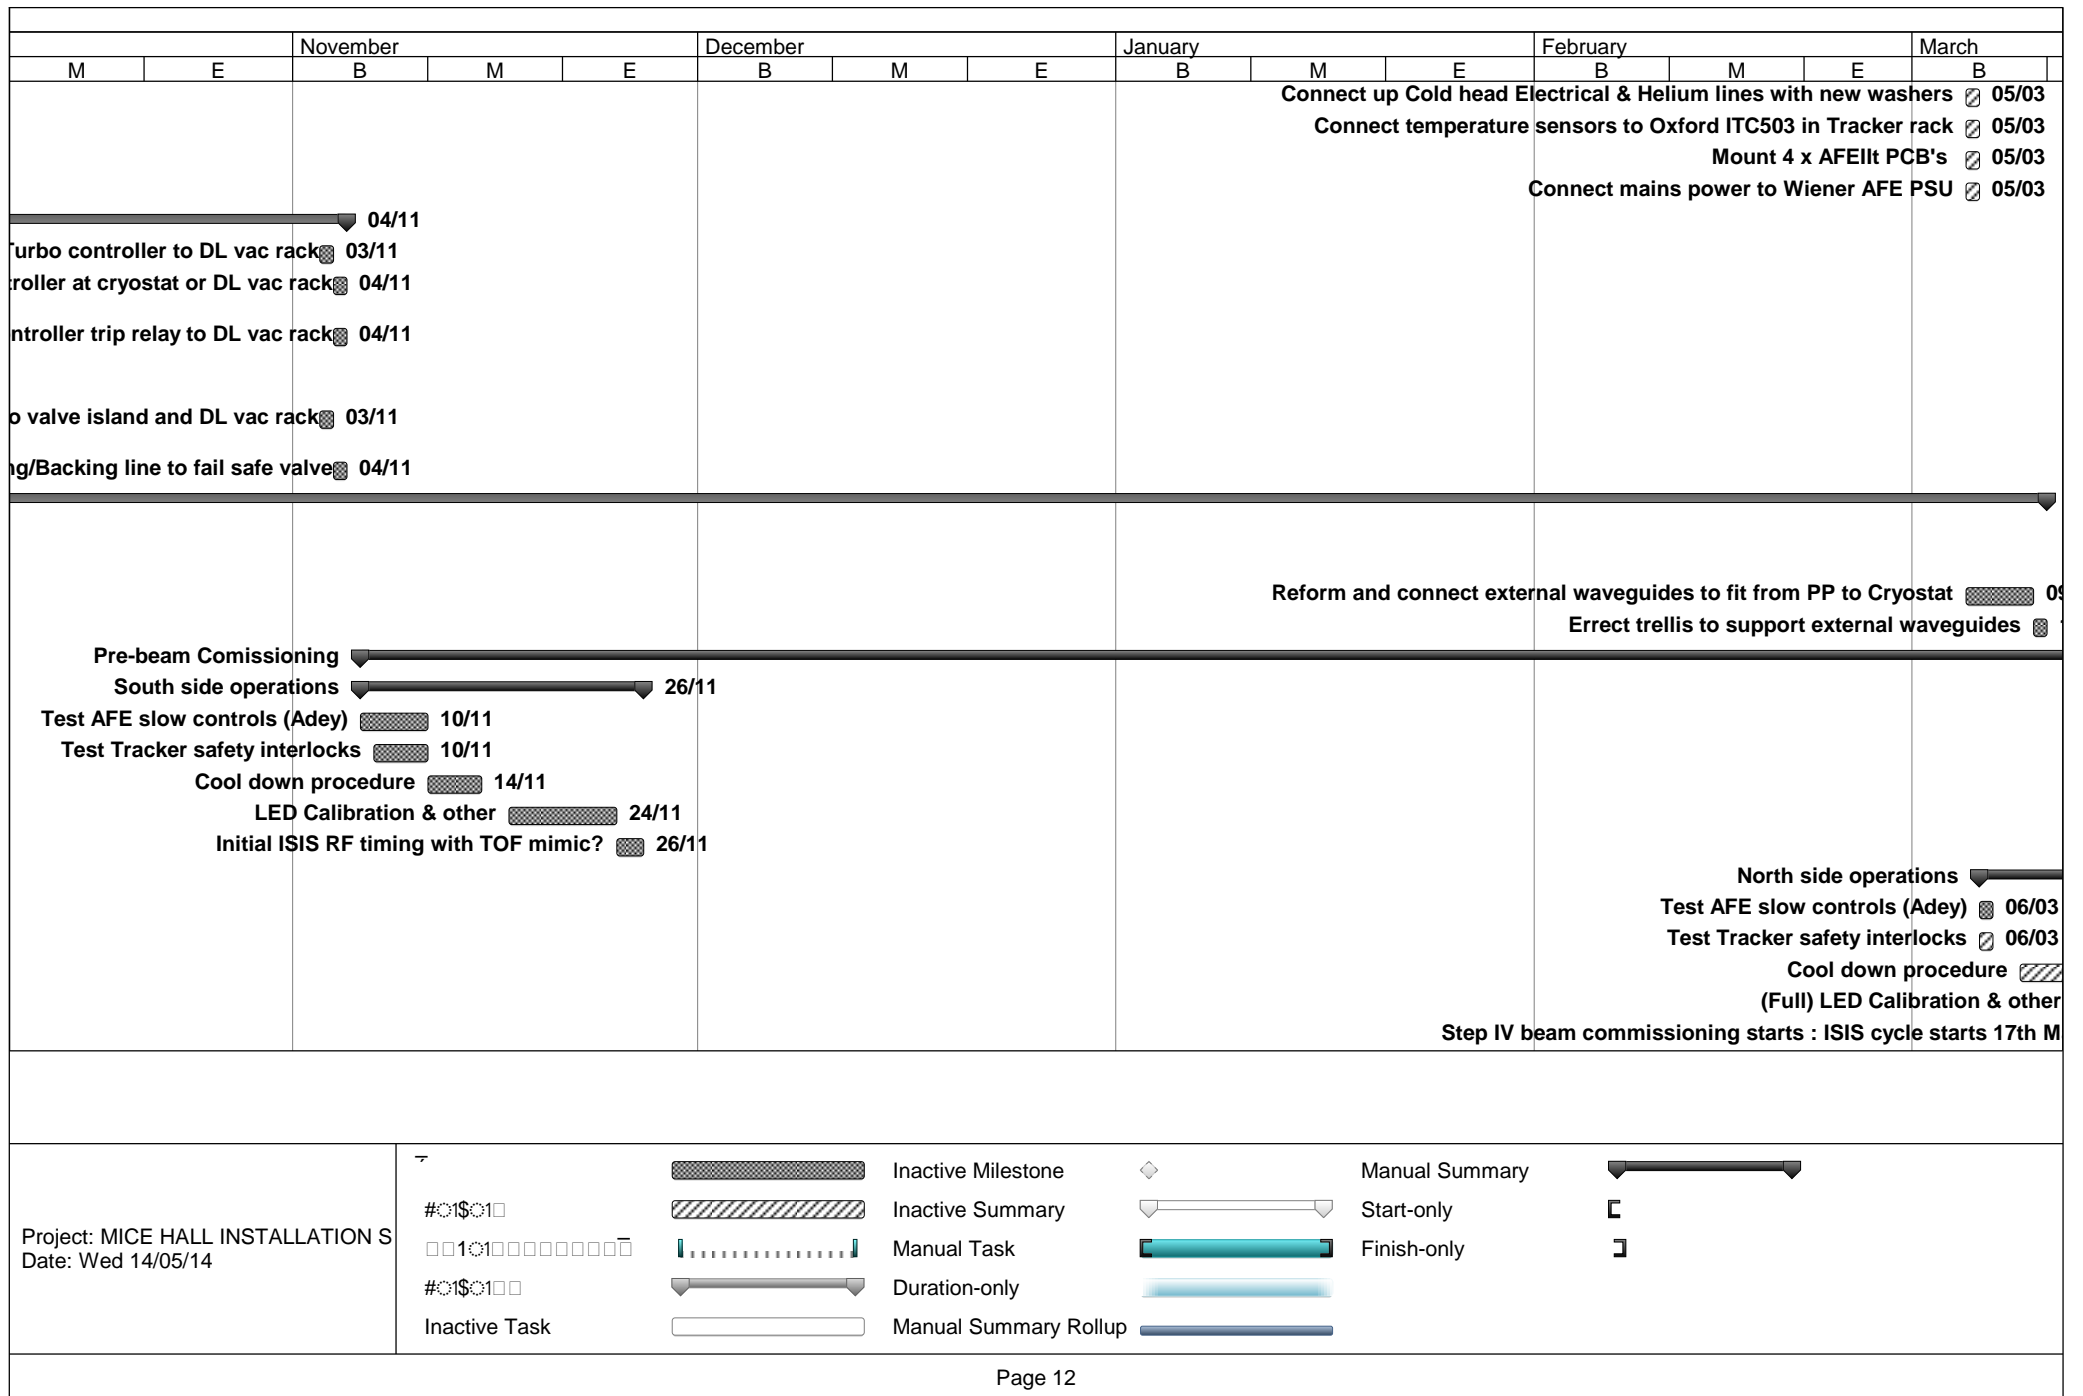 November December January February March
M E B M E B M E B M E B M E B
Connect up Cold head Electrical & Helium lines with new washers 05/03
Connect temperature sensors to Oxford ITC503 in Tracker rack 05/03
Mount 4 x AFEIIt PCB's 05/03
Connect mains power to Wiener AFE PSU 05/03
04/11
Turbo controller to DL vac rack 03/11
troller at cryostat or DL vac rack 04/11
ntroller trip relay to DL vac rack 04/11
o valve island and DL vac rack 03/11
ng/Backing line to fail safe valve 04/11
Reform and connect external waveguides to fit from PP to Cryostat 09
Errect trellis to support external waveguides
Pre-beam Comissioning
South side operations 26/11
Test AFE slow controls (Adey) 10/11
Test Tracker safety interlocks 10/11
Cool down procedure 14/11
LED Calibration & other 24/11
Initial ISIS RF timing with TOF mimic? 26/11
North side operations
Test AFE slow controls (Adey) 06/03
Test Tracker safety interlocks 06/03
Cool down procedure
(Full) LED Calibration & other
Step IV beam commissioning starts : ISIS cycle starts 17th M
Project: MICE HALL INSTALLATION S
Date: Wed 14/05/14
Inactive Task
Inactive Milestone
Inactive Summary
Manual Task
Duration-only
Manual Summary Rollup
Manual Summary
Start-only
Finish-only
Page 12